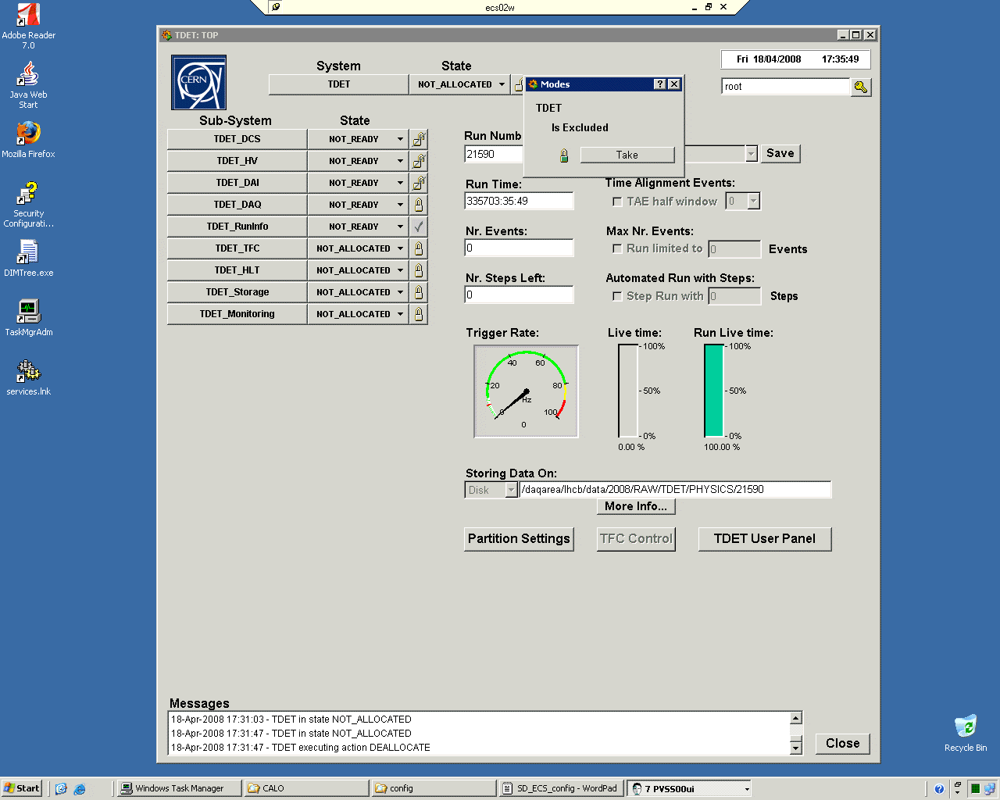 ecs02w
Adobe Reader
7.0
Java Web
Start
Mozilla Firefox
Security
Configurati...
DIMTree.exe
TaskMgrAdm
services.lnk
TDET: TOP
CERN
System State
TDET NOT_ALLOCATED
Fri 18/04/2008 17:35:49
root
Modes
TDET
Is Excluded
Take
Sub-System State
TDET_DCS NOT_READY
TDET_HV NOT_READY
TDET_DAI NOT_READY
TDET_DAQ NOT_READY
TDET_RunInfo NOT_READY
TDET_TFC NOT_ALLOCATED
TDET_HLT NOT_ALLOCATED
TDET_Storage NOT_ALLOCATED
TDET_Monitoring NOT_ALLOCATED
Run Numb
21590
Save
Run Time:
335703:35:49
Time Alignment Events:
TAE half window 0
Nr. Events:
0
Max Nr. Events:
Run limited to 0 Events
Nr. Steps Left:
0
Automated Run with Steps:
Step Run with 0 Steps
Trigger Rate: Live time: Run Live time:
0 20 40 60 80 100
Hz
0
100%
50%
0%
0.00 %
100%
50%
0%
100.00 %
Storing Data On:
Disk /daqarea/lhcb/data/2008/RAW/TDET/PHYSICS/21590
More Info...
Partition Settings TFC Control TDET User Panel
Messages
18-Apr-2008 17:31:03 - TDET in state NOT_ALLOCATED
18-Apr-2008 17:31:47 - TDET in state NOT_ALLOCATED
18-Apr-2008 17:31:47 - TDET executing action DEALLOCATE
Close
Recycle Bin
Start Windows Task Manager CALO config SD_ECS_config - WordPad 7 PVSS00ui